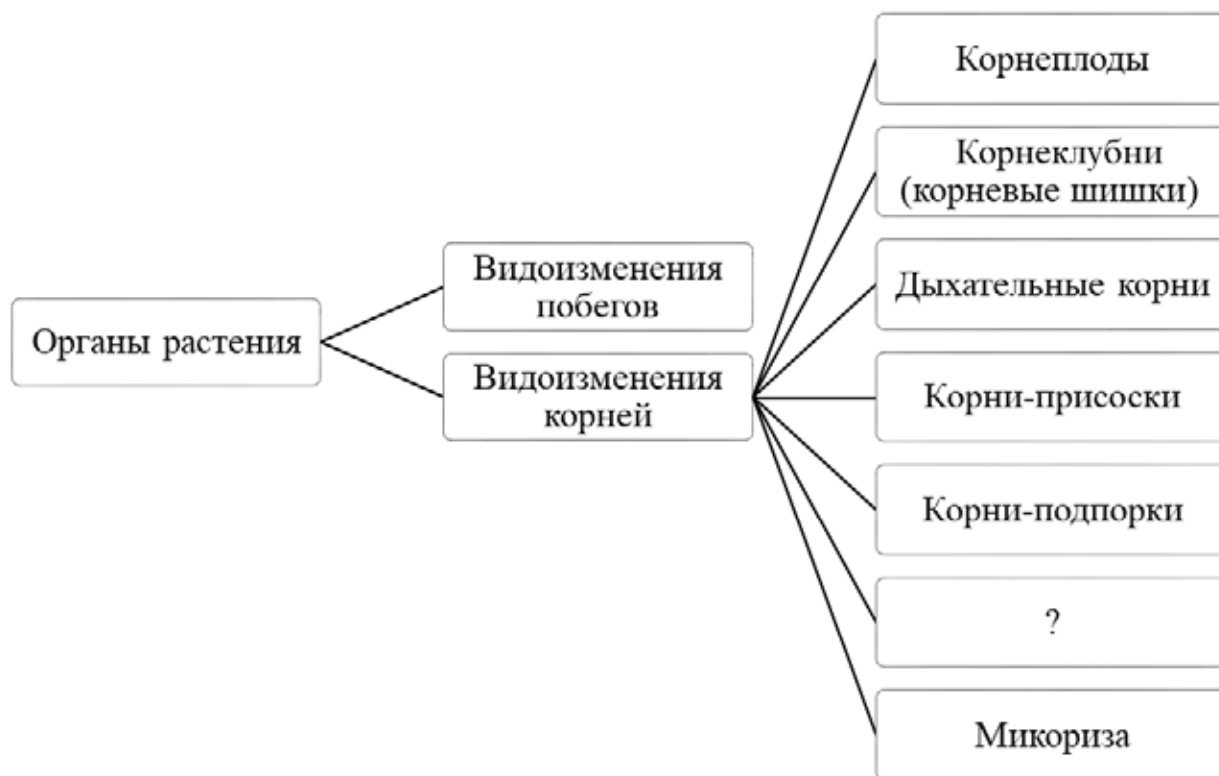 Органы растения
Видоизменения
побегов
Видоизменения
корней
Корнеплоды
Корнеклубни
(корневые шишки)
Дыхательные корни
Корни-присоски
Корни-подпорки
?
Микориза